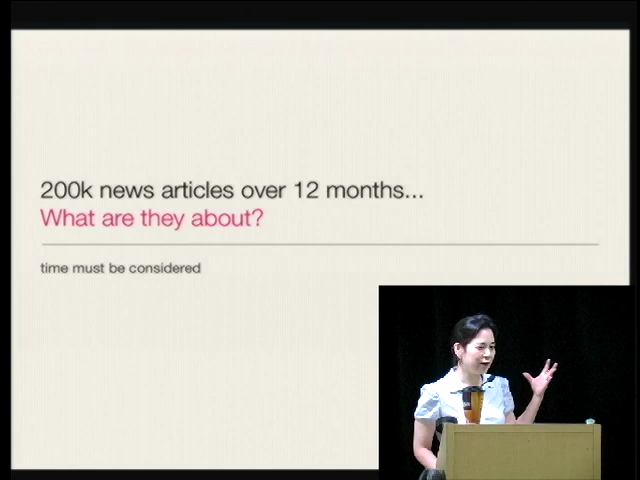 200k news articles over 12 months...
What are they about?
time must be considered